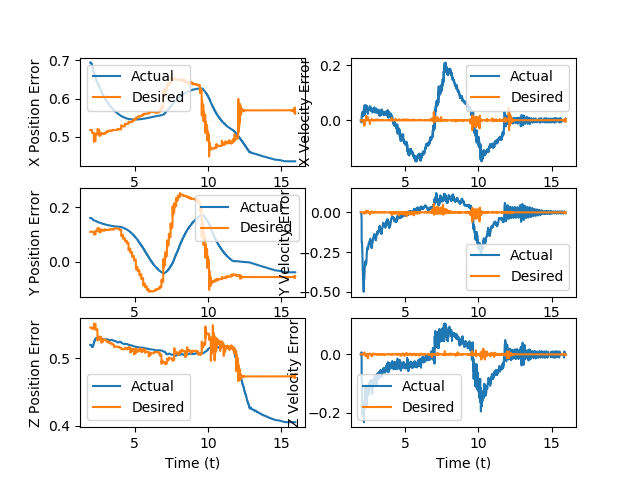 0.7
0.6
0.5
X Position Error
Actual
Desired
5
10
15
0.2
0.0
X Velocity Error
Actual
Desired
5
10
15
0.2
0.0
Y Position Error
Actual
Desired
5
10
15
0.00
−0.25
−0.50
Y Velocity Error
Actual
Desired
5
10
15
0.5
0.4
Z Position Error
Actual
Desired
5
10
15
Time (t)
0.0
−0.2
Z Velocity Error
Actual
Desired
5
10
15
Time (t)